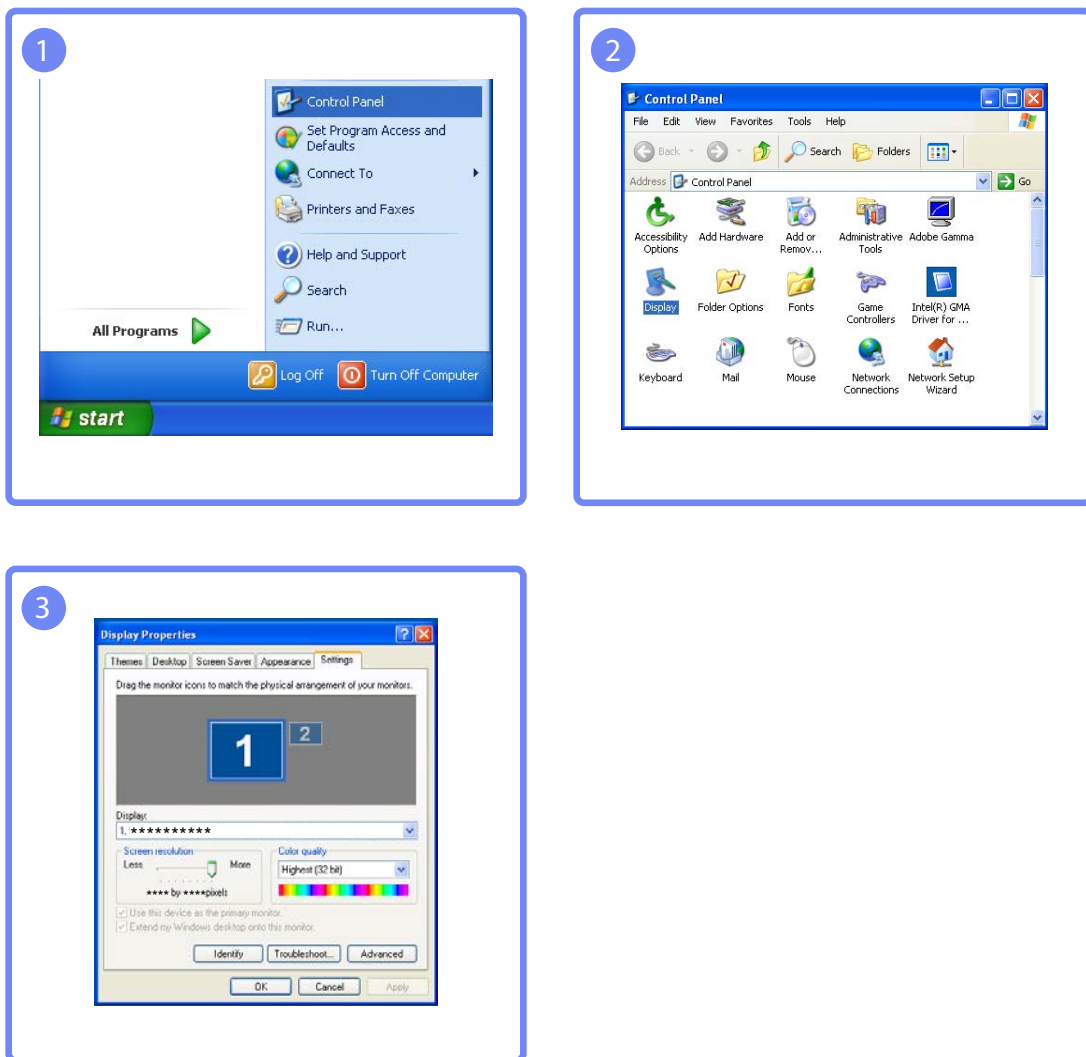 1
Control Panel
Set Program Access and
Defaults
Connect To
Printers and Faxes
Help and Support
Search
Run...
All Programs
Log Off
Turn Off Computer
start
2
Control Panel
File Edit View Favorites Tools Help
Back Search Folders
Address Control Panel Go
Accessibility
Options
Add Hardware
Add or
Remov...
Administrative
Tools
Adobe Gamma
Display
Folder Options
Fonts
Game
Controllers
Intel(R) GMA
Driver for ...
Keyboard
Mail
Mouse
Network
Connections
Network Setup
Wizard
3
Display Properties
Themes Desktop Screen Saver Appearance Settings
Drag the monitor icons to match the physical arrangement of your monitors.
1
2
Display:
1. **********
Screen resolution
Less More
**** by ****pixels
Color quality
Highest (32 bit)
Use this device as the primary monitor.
Extend my Windows desktop onto this monitor.
Identify Troubleshoot... Advanced
OK Cancel Apply